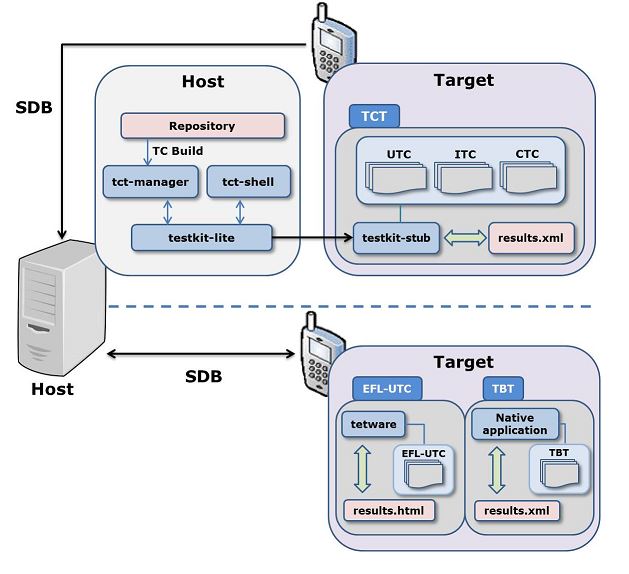 SDB
Host
Target
TCT
Repository
TC Build
tct-manager
tct-shell
testkit-lite
UTC
ITC
CTC
testkit-stub
results.xml
Host
SDB
Target
EFL-UTC
TBT
tetware
EFL-UTC
results.html
Native
application
TBT
results.xml